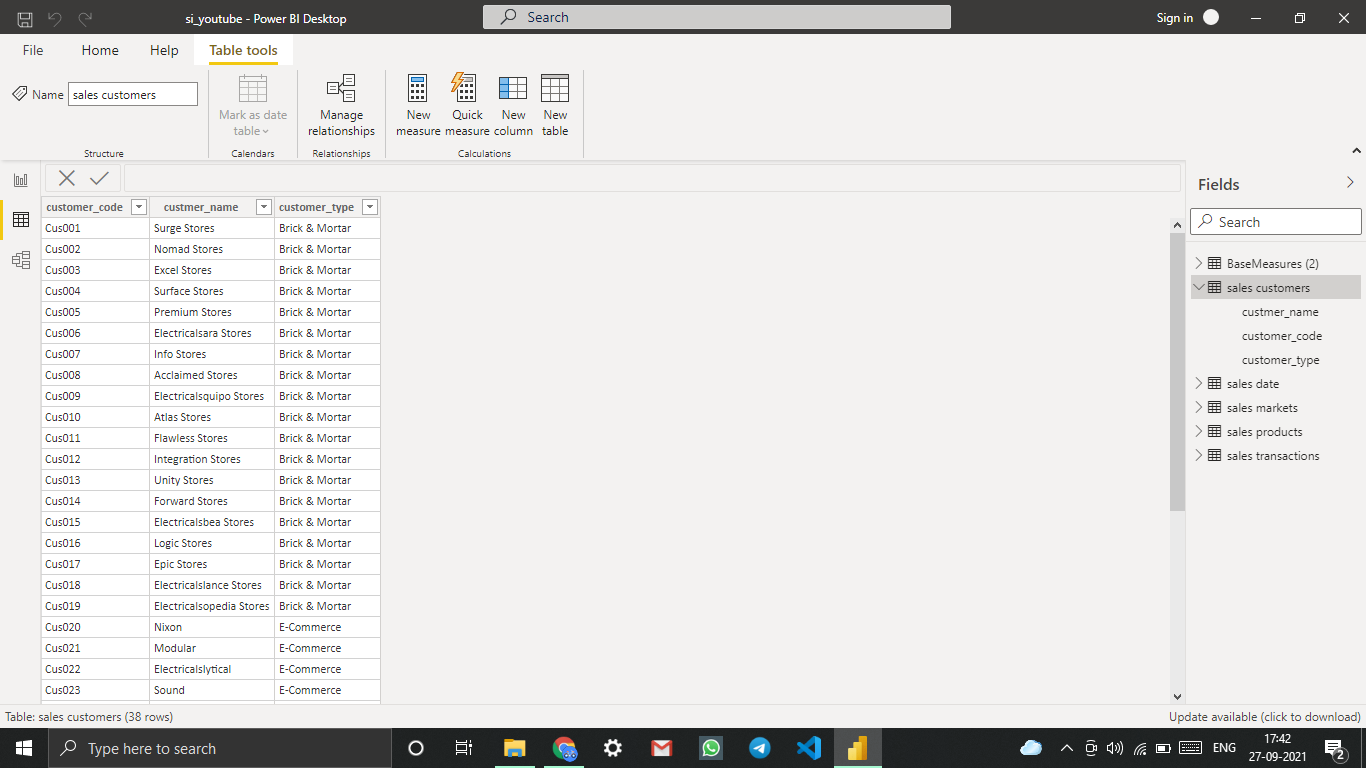 si_youtube - Power BI Desktop
Search
Sign in
File Home Help Table tools
Name sales customers
Mark as date table
Manage relationships
New measure
Quick measure
New column
New table
Structure
Calendars
Relationships
Calculations
customer_code custmer_name customer_type
Cus001 Surge Stores Brick & Mortar
Cus002 Nomad Stores Brick & Mortar
Cus003 Excel Stores Brick & Mortar
Cus004 Surface Stores Brick & Mortar
Cus005 Premium Stores Brick & Mortar
Cus006 Electricalsara Stores Brick & Mortar
Cus007 Info Stores Brick & Mortar
Cus008 Acclaimed Stores Brick & Mortar
Cus009 Electricalsquipo Stores Brick & Mortar
Cus010 Atlas Stores Brick & Mortar
Cus011 Flawless Stores Brick & Mortar
Cus012 Integration Stores Brick & Mortar
Cus013 Unity Stores Brick & Mortar
Cus014 Forward Stores Brick & Mortar
Cus015 Electricalsbea Stores Brick & Mortar
Cus016 Logic Stores Brick & Mortar
Cus017 Epic Stores Brick & Mortar
Cus018 Electricalslance Stores Brick & Mortar
Cus019 Electricalsopedia Stores Brick & Mortar
Cus020 Nixon E-Commerce
Cus021 Modular E-Commerce
Cus022 Electricalslytical E-Commerce
Cus023 Sound E-Commerce
Fields
Search
BaseMeasures (2)
sales customers
custmer_name
customer_code
customer_type
sales date
sales markets
sales products
sales transactions
Table: sales customers (38 rows)
Update available (click to download)
Type here to search
ENG
17:42
27-09-2021
2